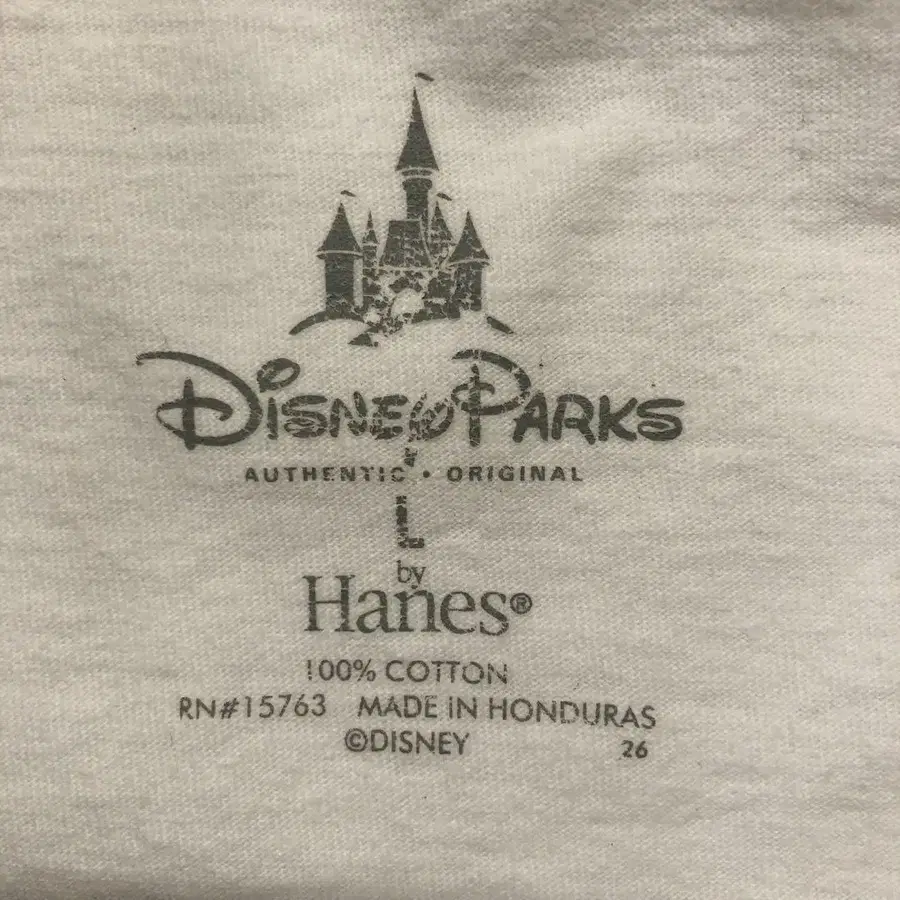 Disney Parks
AUTHENTIC • ORIGINAL
L
by
Hanes®
100% COTTON
RN#15763 MADE IN HONDURAS
©DISNEY 26